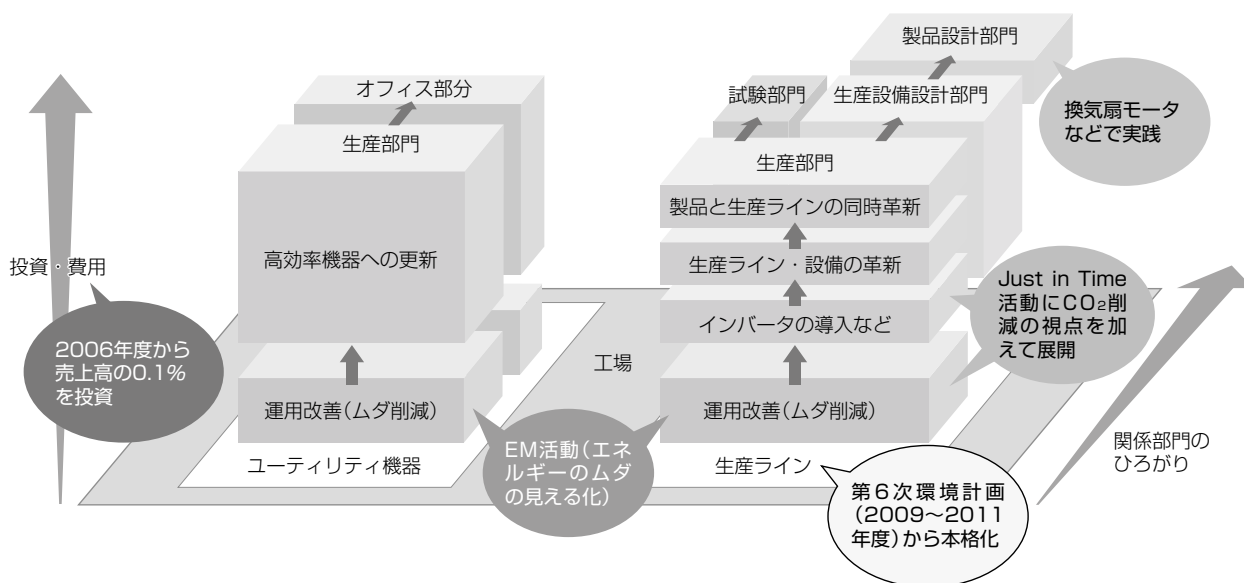 製品設計部門
オフィス部分
試験部門
生産設備設計部門
換気扇モータ
などで実践
生産部門
生産部門
製品と生産ラインの同時革新
投資・費用
高効率機器への更新
生産ライン・設備の革新
Just in Time
活動にCO₂削
減の視点を加
えて展開
インバータの導入など
2006年度から
売上高の0.1%
を投資
工場
運用改善(ムダ削減)
運用改善(ムダ削減)
EM活動(エネ
ルギーのムダ
の見える化)
関係部門の
ひろがり
ユーティリティ機器
生産ライン
第6次環境計画
(2009～2011
年度)から本格化